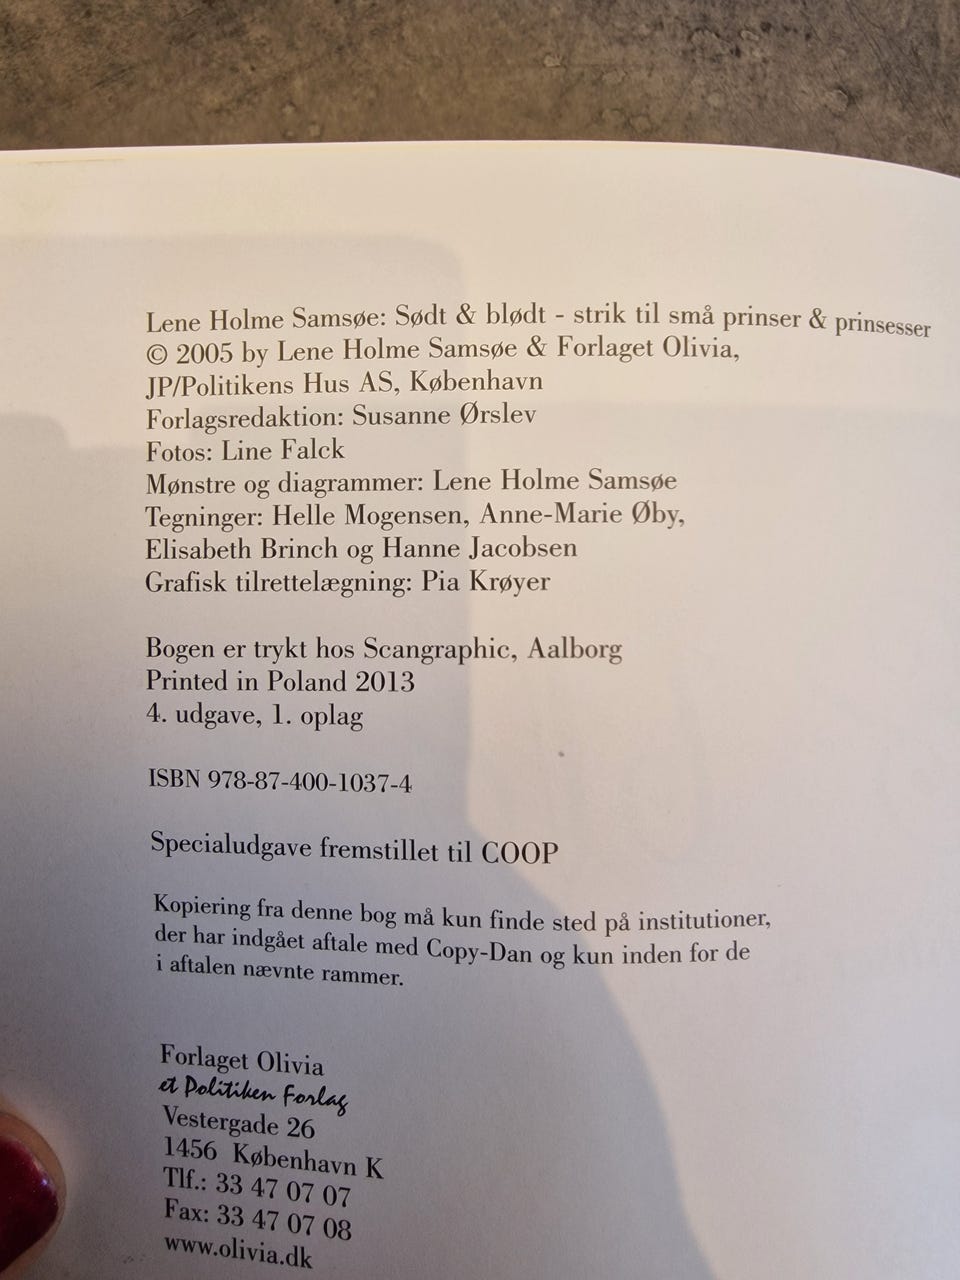 Lene Holme Samsøe: Sødt & blødt - strik til små prinser & prinsesser
© 2005 by Lene Holme Samsøe & Forlaget Olivia,
JP/Politikens Hus AS, København
Forlagsredaktion: Susanne Ørslev
Fotos: Line Falck
Mønstre og diagrammer: Lene Holme Samsøe
Tegninger: Helle Mogensen, Anne-Marie Øby,
Elisabeth Brinch og Hanne Jacobsen
Grafisk tilrettelægning: Pia Krøyer
Bogen er trykt hos Scangraphic, Aalborg
Printed in Poland 2013
4. udgave, 1. oplag
ISBN 978-87-400-1037-4
Specialudgave fremstillet til COOP
Kopiering fra denne bog må kun finde sted på institutioner,
der har indgået aftale med Copy-Dan og kun inden for de
i aftalen nævnte rammer.
Forlaget Olivia
et Politiken Forlag
Vestergade 26
1456 København K
Tlf.: 33 47 07 07
Fax: 33 47 07 08
www.olivia.dk